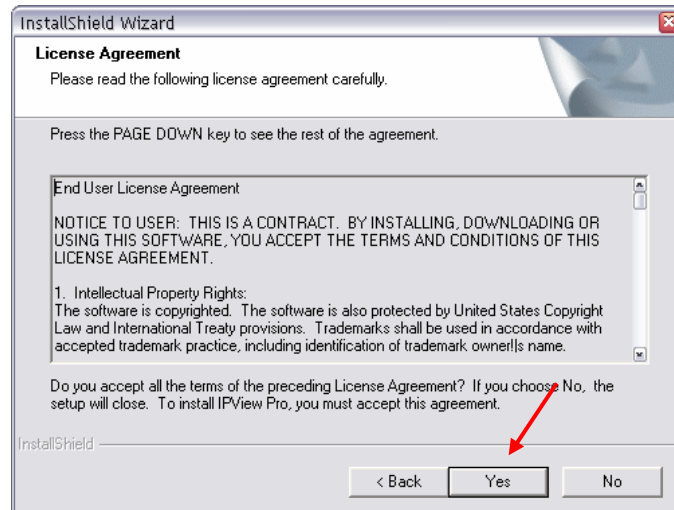 InstallShield Wizard
License Agreement
Please read the following license agreement carefully.
Press the PAGE DOWN key to see the rest of the agreement.
End User License Agreement
NOTICE TO USER: THIS IS A CONTRACT. BY INSTALLING, DOWNLOADING OR
USING THIS SOFTWARE, YOU ACCEPT THE TERMS AND CONDITIONS OF THIS
LICENSE AGREEMENT.
1. Intellectual Property Rights:
The software is copyrighted. The software is also protected by United States Copyright
Law and International Treaty provisions. Trademarks shall be used in accordance with
accepted trademark practice, including identification of trademark owner!|s name.
Do you accept all the terms of the preceding License Agreement? If you choose No, the
setup will close. To install IPView Pro, you must accept this agreement.
InstallShield
< Back Yes No